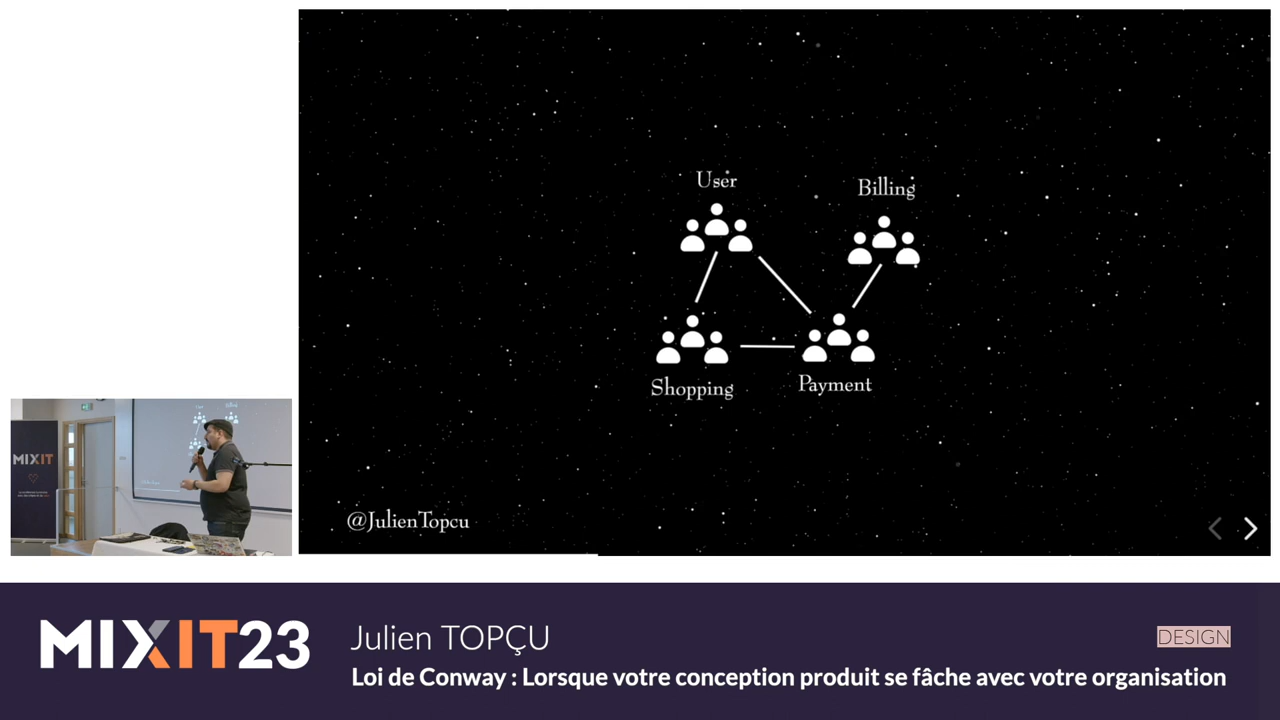 User
Billing
Shopping
Payment
@JulienTopcu
MIXIT
MIXIT23
Julien TOPÇU
DESIGN
Loi de Conway : Lorsque votre conception produit se fâche avec votre organisation